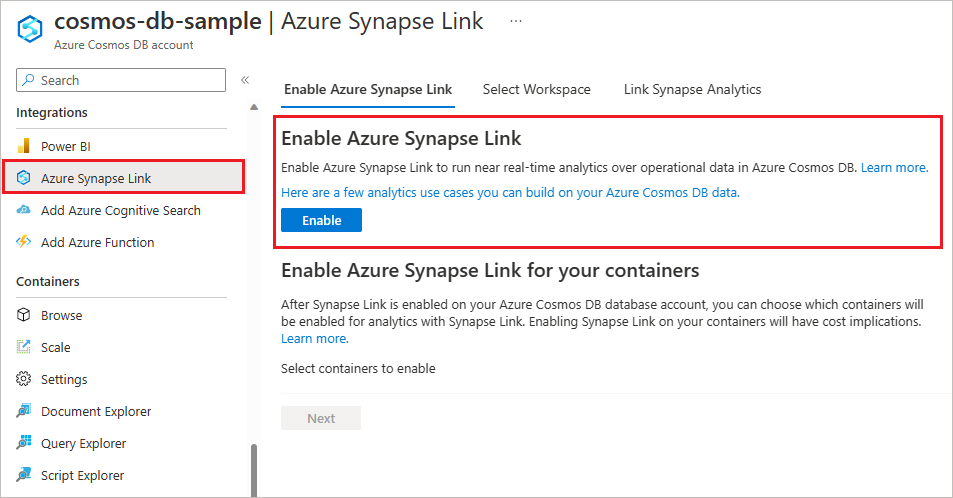 cosmos-db-sample | Azure Synapse Link ...
Azure Cosmos DB account
Search «
Integrations
Power BI
Azure Synapse Link
Add Azure Cognitive Search
Add Azure Function
Containers
Browse
Scale
Settings
Document Explorer
Query Explorer
Script Explorer
Enable Azure Synapse Link Select Workspace Link Synapse Analytics
Enable Azure Synapse Link
Enable Azure Synapse Link to run near real-time analytics over operational data in Azure Cosmos DB. Learn more.
Here are a few analytics use cases you can build on your Azure Cosmos DB data.
Enable
Enable Azure Synapse Link for your containers
After Synapse Link is enabled on your Azure Cosmos DB database account, you can choose which containers will
be enabled for analytics with Synapse Link. Enabling Synapse Link on your containers will have cost implications.
Learn more.
Select containers to enable
Next